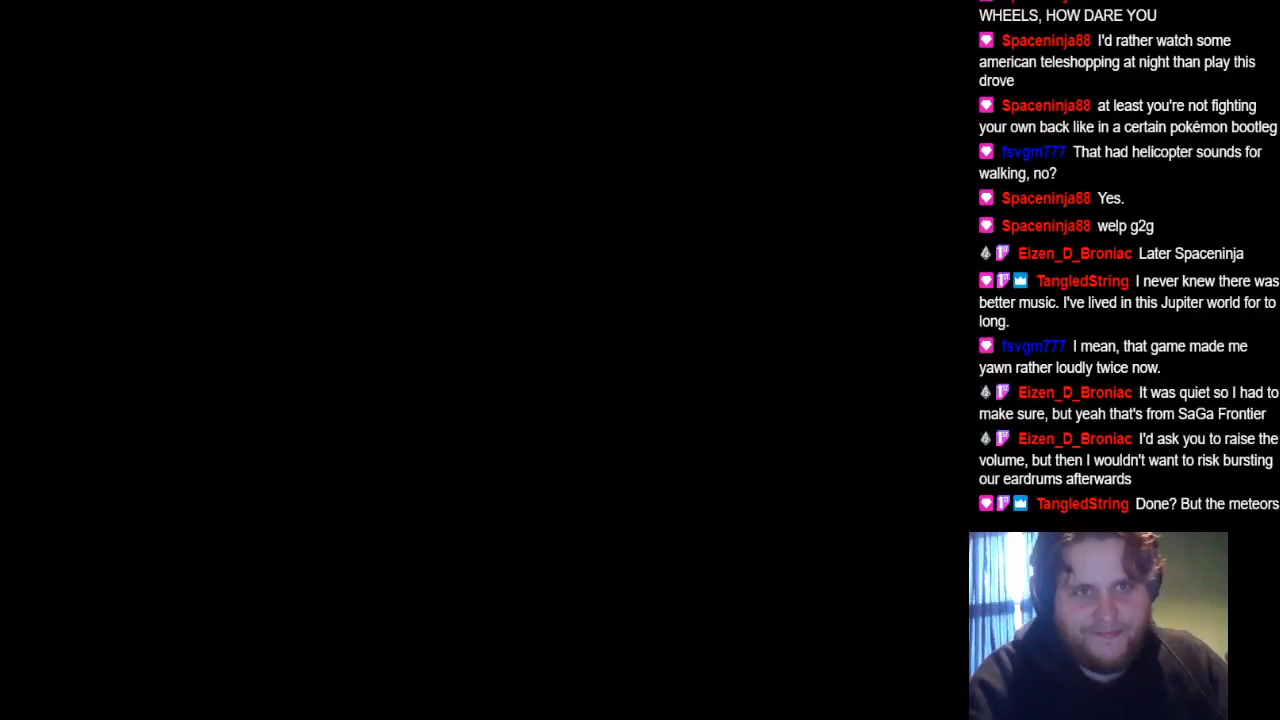 WHEELS, HOW DARE YOU
Spaceninja88 I'd rather watch some
american teleshopping at night than play this
drove
Spaceninja88 at least you're not fighting
your own back like in a certain pokémon bootleg
fsvgm777 That had helicopter sounds for
walking, no?
Spaceninja88 Yes.
Spaceninja88 welp g2g
Eizen_D_Broniac Later Spaceninja
TangledString I never knew there was
better music. I've lived in this Jupiter world for to
long.
fsvgm777 I mean, that game made me
yawn rather loudly twice now.
Eizen_D_Broniac It was quiet so I had to
make sure, but yeah that's from SaGa Frontier
Eizen_D_Broniac I'd ask you to raise the
volume, but then I wouldn't want to risk bursting
our eardrums afterwards
TangledString Done? But the meteors